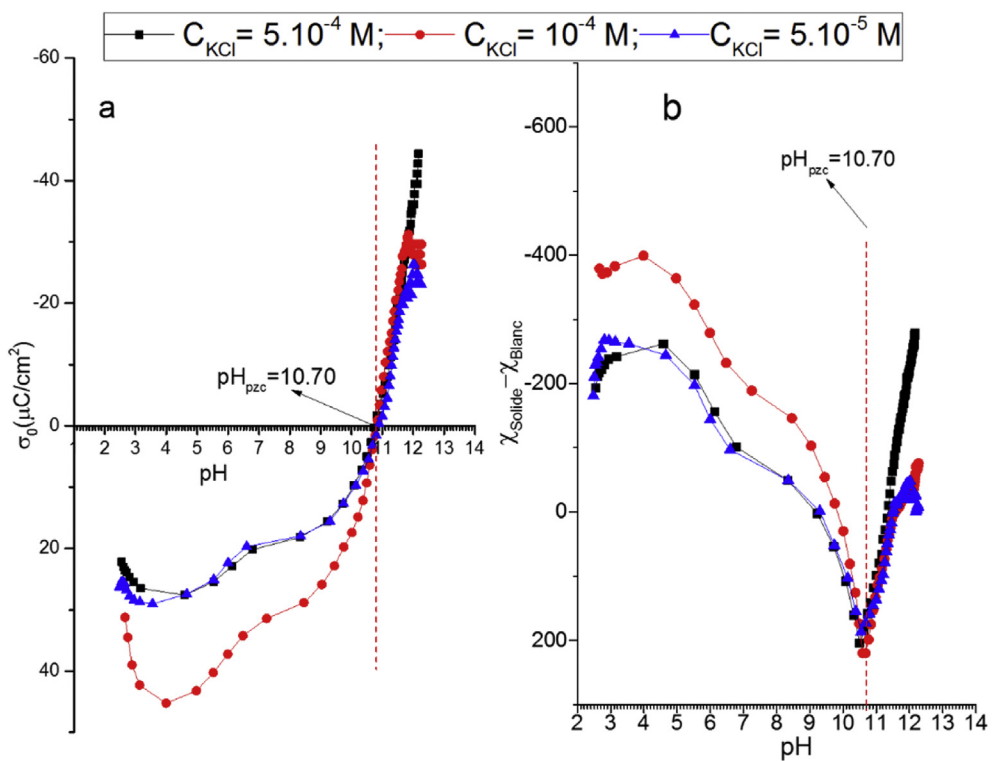 C_KCl= 5.10⁻⁴ M; C_KCl= 10⁻⁴ M; C_KCl= 5.10⁻⁵ M
a
-60
-40
-20
0
20
40
σ₀(μC/cm²)
2 3 4 5 6 7 8 9 10 11 12 13 14
pH
pH_pzc=10.70
b
-600
-400
-200
0
200
χ_Solide–χ_Blanc
pH_pzc=10.70
2 3 4 5 6 7 8 9 10 11 12 13 14
pH